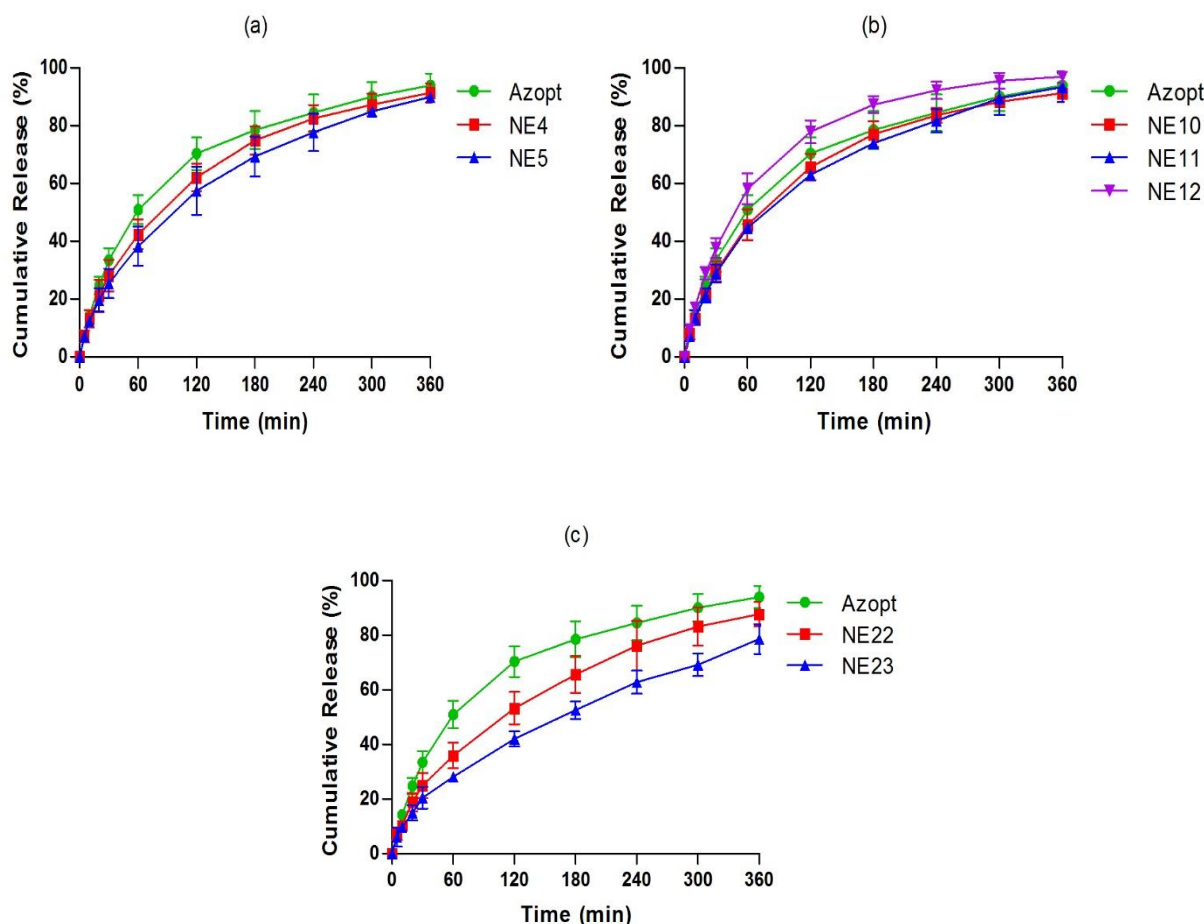 (a)
Cumulative Release (%)
100
80
60
40
20
0
0 60 120 180 240 300 360
Time (min)
Azopt
NE4
NE5
(b)
Cumulative Release (%)
100
80
60
40
20
0
0 60 120 180 240 300 360
Time (min)
Azopt
NE10
NE11
NE12
(c)
Cumulative Release (%)
100
80
60
40
20
0
0 60 120 180 240 300 360
Time (min)
Azopt
NE22
NE23